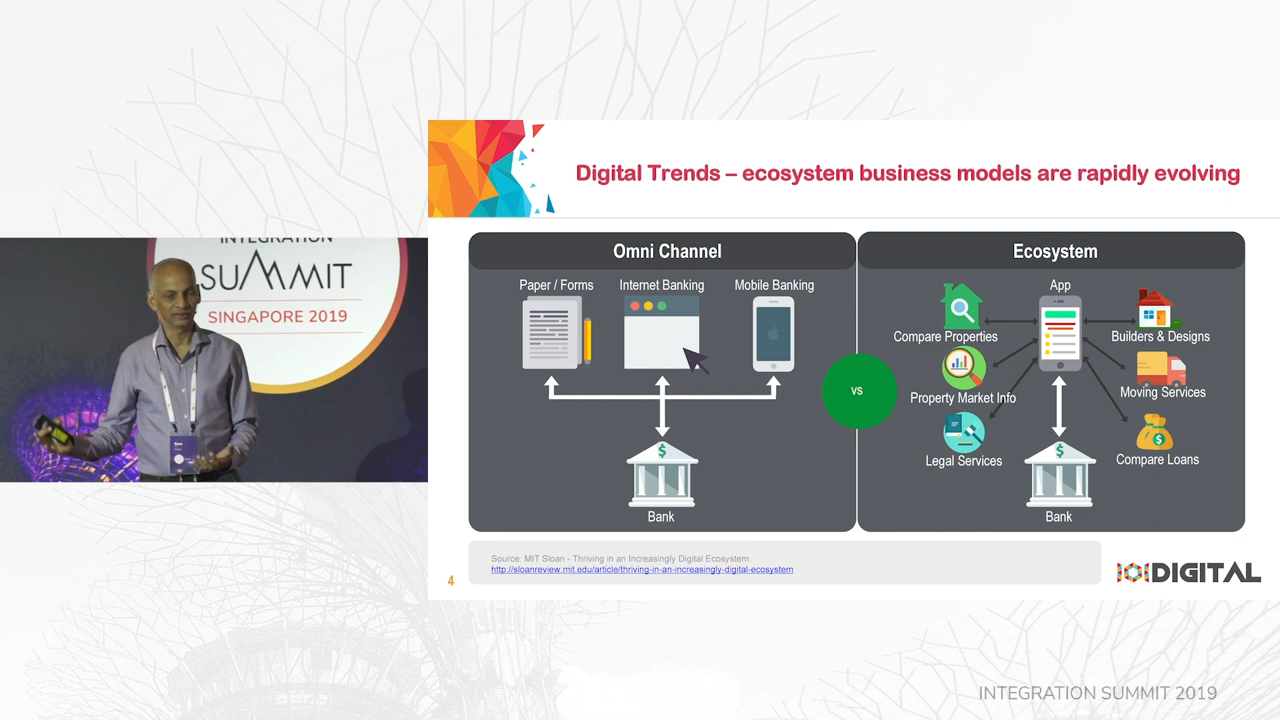 INTEGRATION
SUMMIT
SINGAPORE 2019
Digital Trends – ecosystem business models are rapidly evolving
Omni Channel
Paper / Forms
Internet Banking
Mobile Banking
$
Bank
VS
Ecosystem
App
Compare Properties
Builders & Designs
Property Market Info
Moving Services
Legal Services
$
Compare Loans
$
Bank
Source: MIT Sloan - Thriving in an Increasingly Digital Ecosystem
http://sloanreview.mit.edu/article/thriving-in-an-increasingly-digital-ecosystem
4
101DIGITAL
INTEGRATION SUMMIT 2019